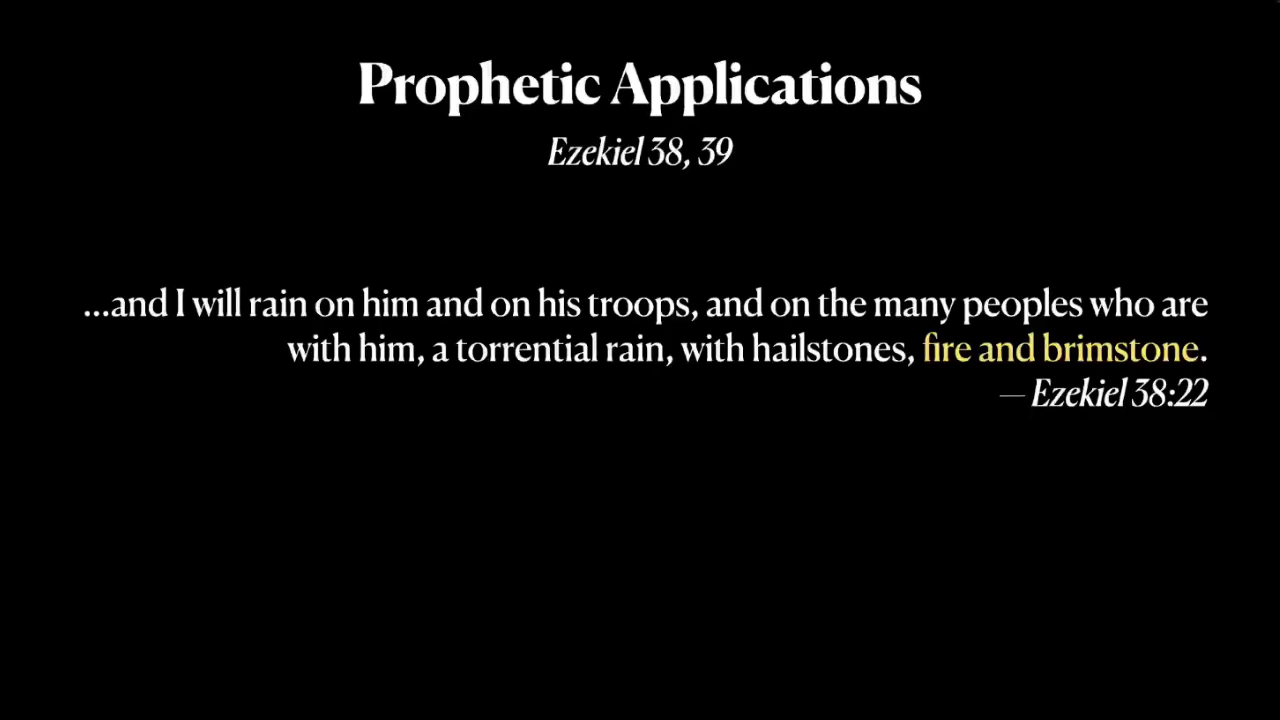 Prophetic Applications
Ezekiel 38, 39
...and I will rain on him and on his troops, and on the many peoples who are
with him, a torrential rain, with hailstones, fire and brimstone.
— Ezekiel 38:22